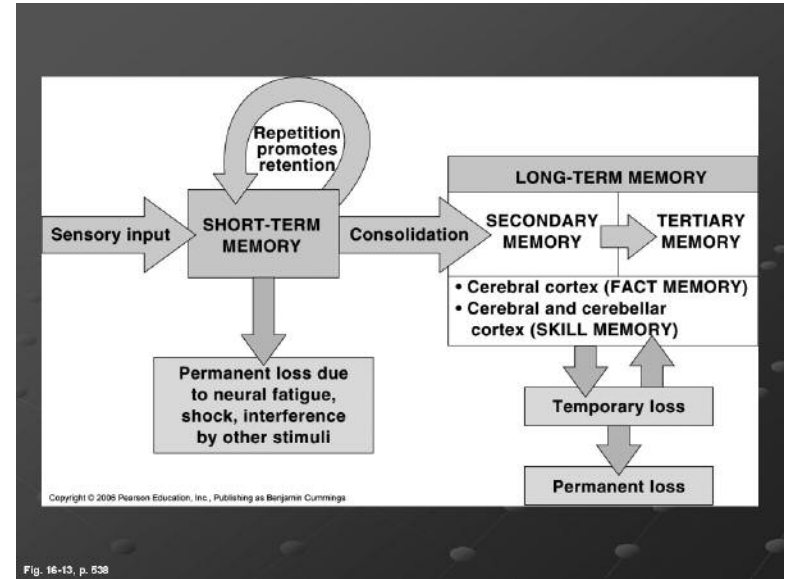 Repetition
promotes
retention
Sensory input
SHORT-TERM
MEMORY
Consolidation
LONG-TERM MEMORY
SECONDARY
MEMORY
TERTIARY
MEMORY
• Cerebral cortex (FACT MEMORY)
• Cerebral and cerebellar
cortex (SKILL MEMORY)
Permanent loss due
to neural fatigue,
shock, interference
by other stimuli
Temporary loss
Permanent loss
Copyright © 2006 Pearson Education, Inc., Publishing as Benjamin Cummings
Fig. 16-13, p. 538